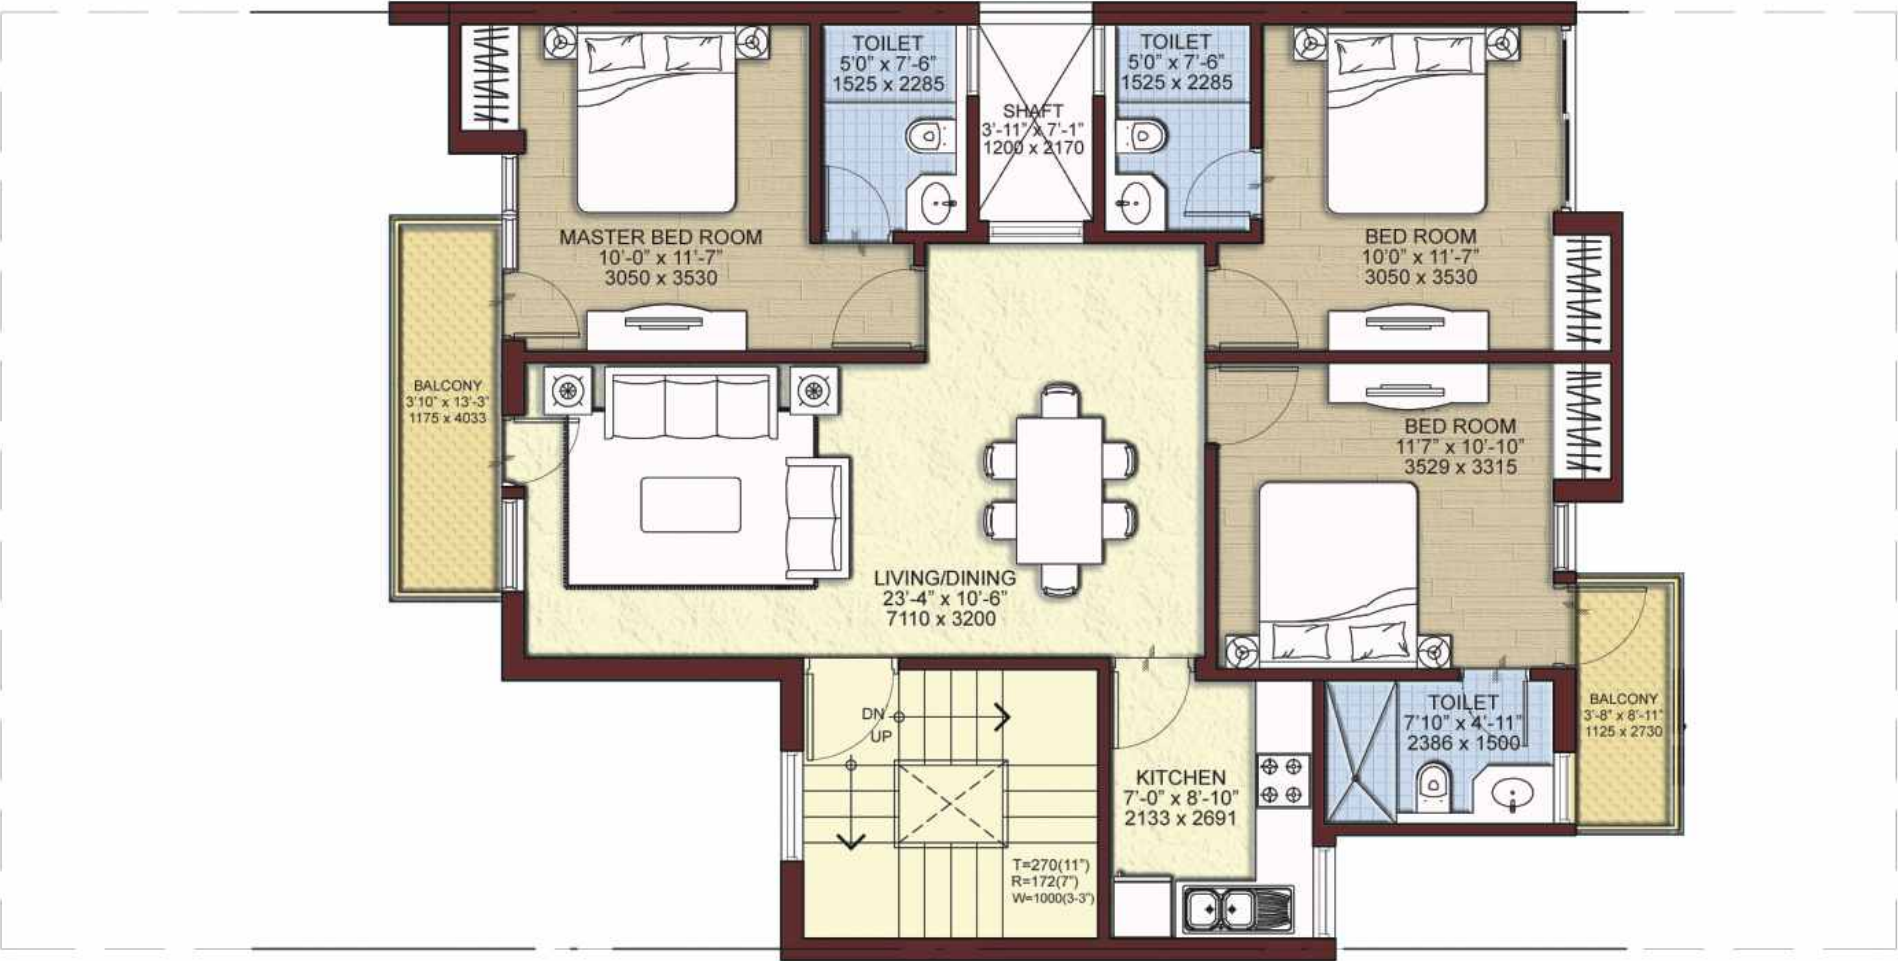 TOILET
5'0" x 7'-6"
1525 x 2285
SHAFT
3'-11" x 7'-1"
1200 x 2170
TOILET
5'0" x 7'-6"
1525 x 2285
MASTER BED ROOM
10'-0" x 11'-7"
3050 x 3530
BED ROOM
10'0" x 11'-7"
3050 x 3530
BALCONY
3'10" x 13'-3"
1175 x 4033
BED ROOM
11'7" x 10'-10"
3529 x 3315
LIVING/DINING
23'-4" x 10'-6"
7110 x 3200
DN
UP
TOILET
7'10" x 4'-11"
2386 x 1500
BALCONY
3'-8" x 8'-11"
1125 x 2730
KITCHEN
7'-0" x 8'-10"
2133 x 2691
T=270(11")
R=172(7")
W=1000(3-3")